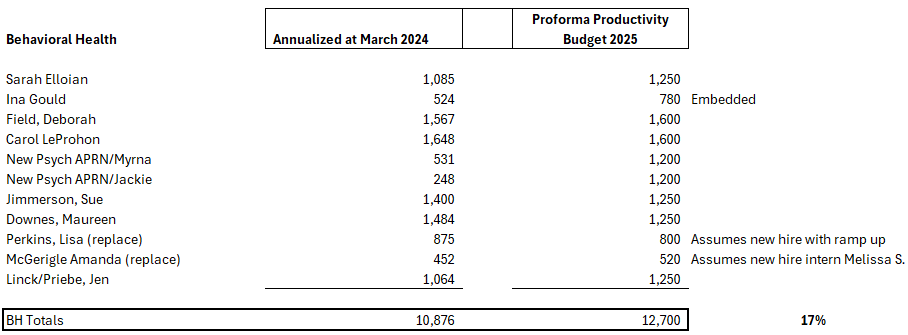 Proforma Productivity
Behavioral Health Annualized at March 2024 Budget 2025
Sarah Elloian 1,085 1,250
Ina Gould 524 780 Embedded
Field, Deborah 1,567 1,600
Carol LeProhon 1,648 1,600
New Psych APRN/Myrna 531 1,200
New Psych APRN/Jackie 248 1,200
Jimmerson, Sue 1,400 1,250
Downes, Maureen 1,484 1,250
Perkins, Lisa (replace) 875 800 Assumes new hire with ramp up
McGerigle Amanda (replace) 452 520 Assumes new hire intern Melissa S.
Linck/Priebe, Jen 1,064 1,250
BH Totals 10,876 12,700 17%